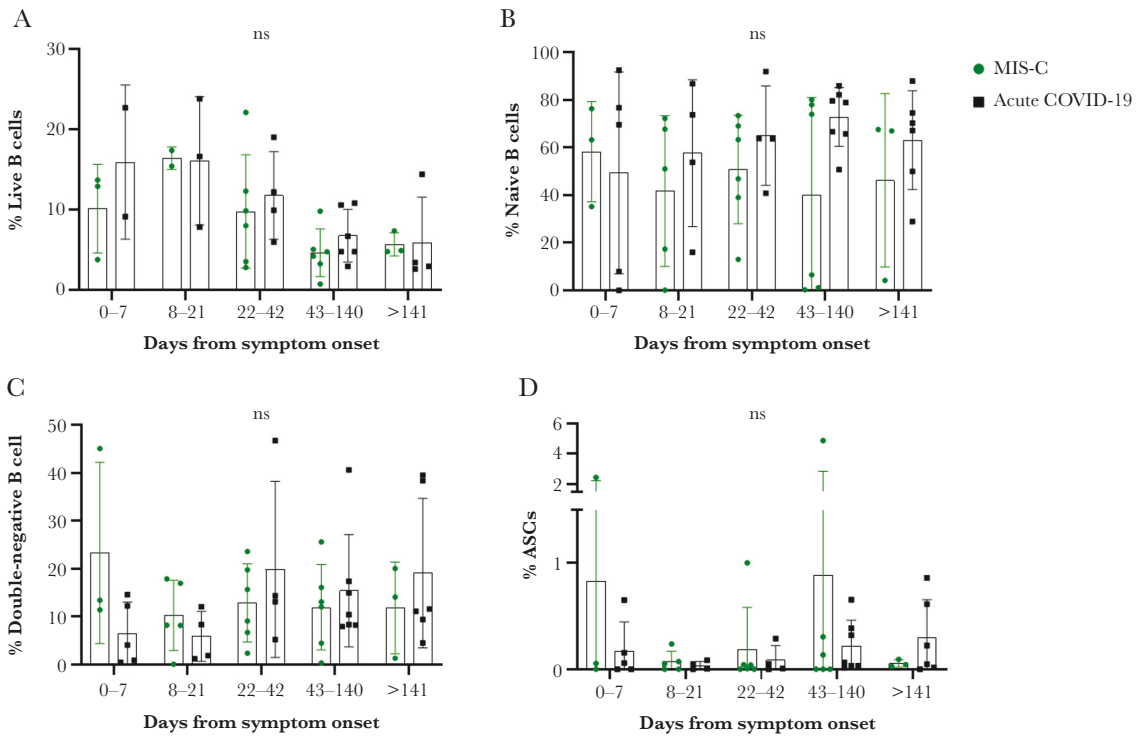 A
ns
30
20
10
0
% Live B cells
0–7 8–21 22–42 43–140 >141
Days from symptom onset
B
ns
100
80
60
40
20
0
% Naive B cells
0–7 8–21 22–42 43–140 >141
Days from symptom onset
MIS-C
Acute COVID-19
C
ns
50
40
30
20
10
0
% Double-negative B cell
0–7 8–21 22–42 43–140 >141
Days from symptom onset
D
ns
6
4
2
1
0
% ASCs
0–7 8–21 22–42 43–140 >141
Days from symptom onset